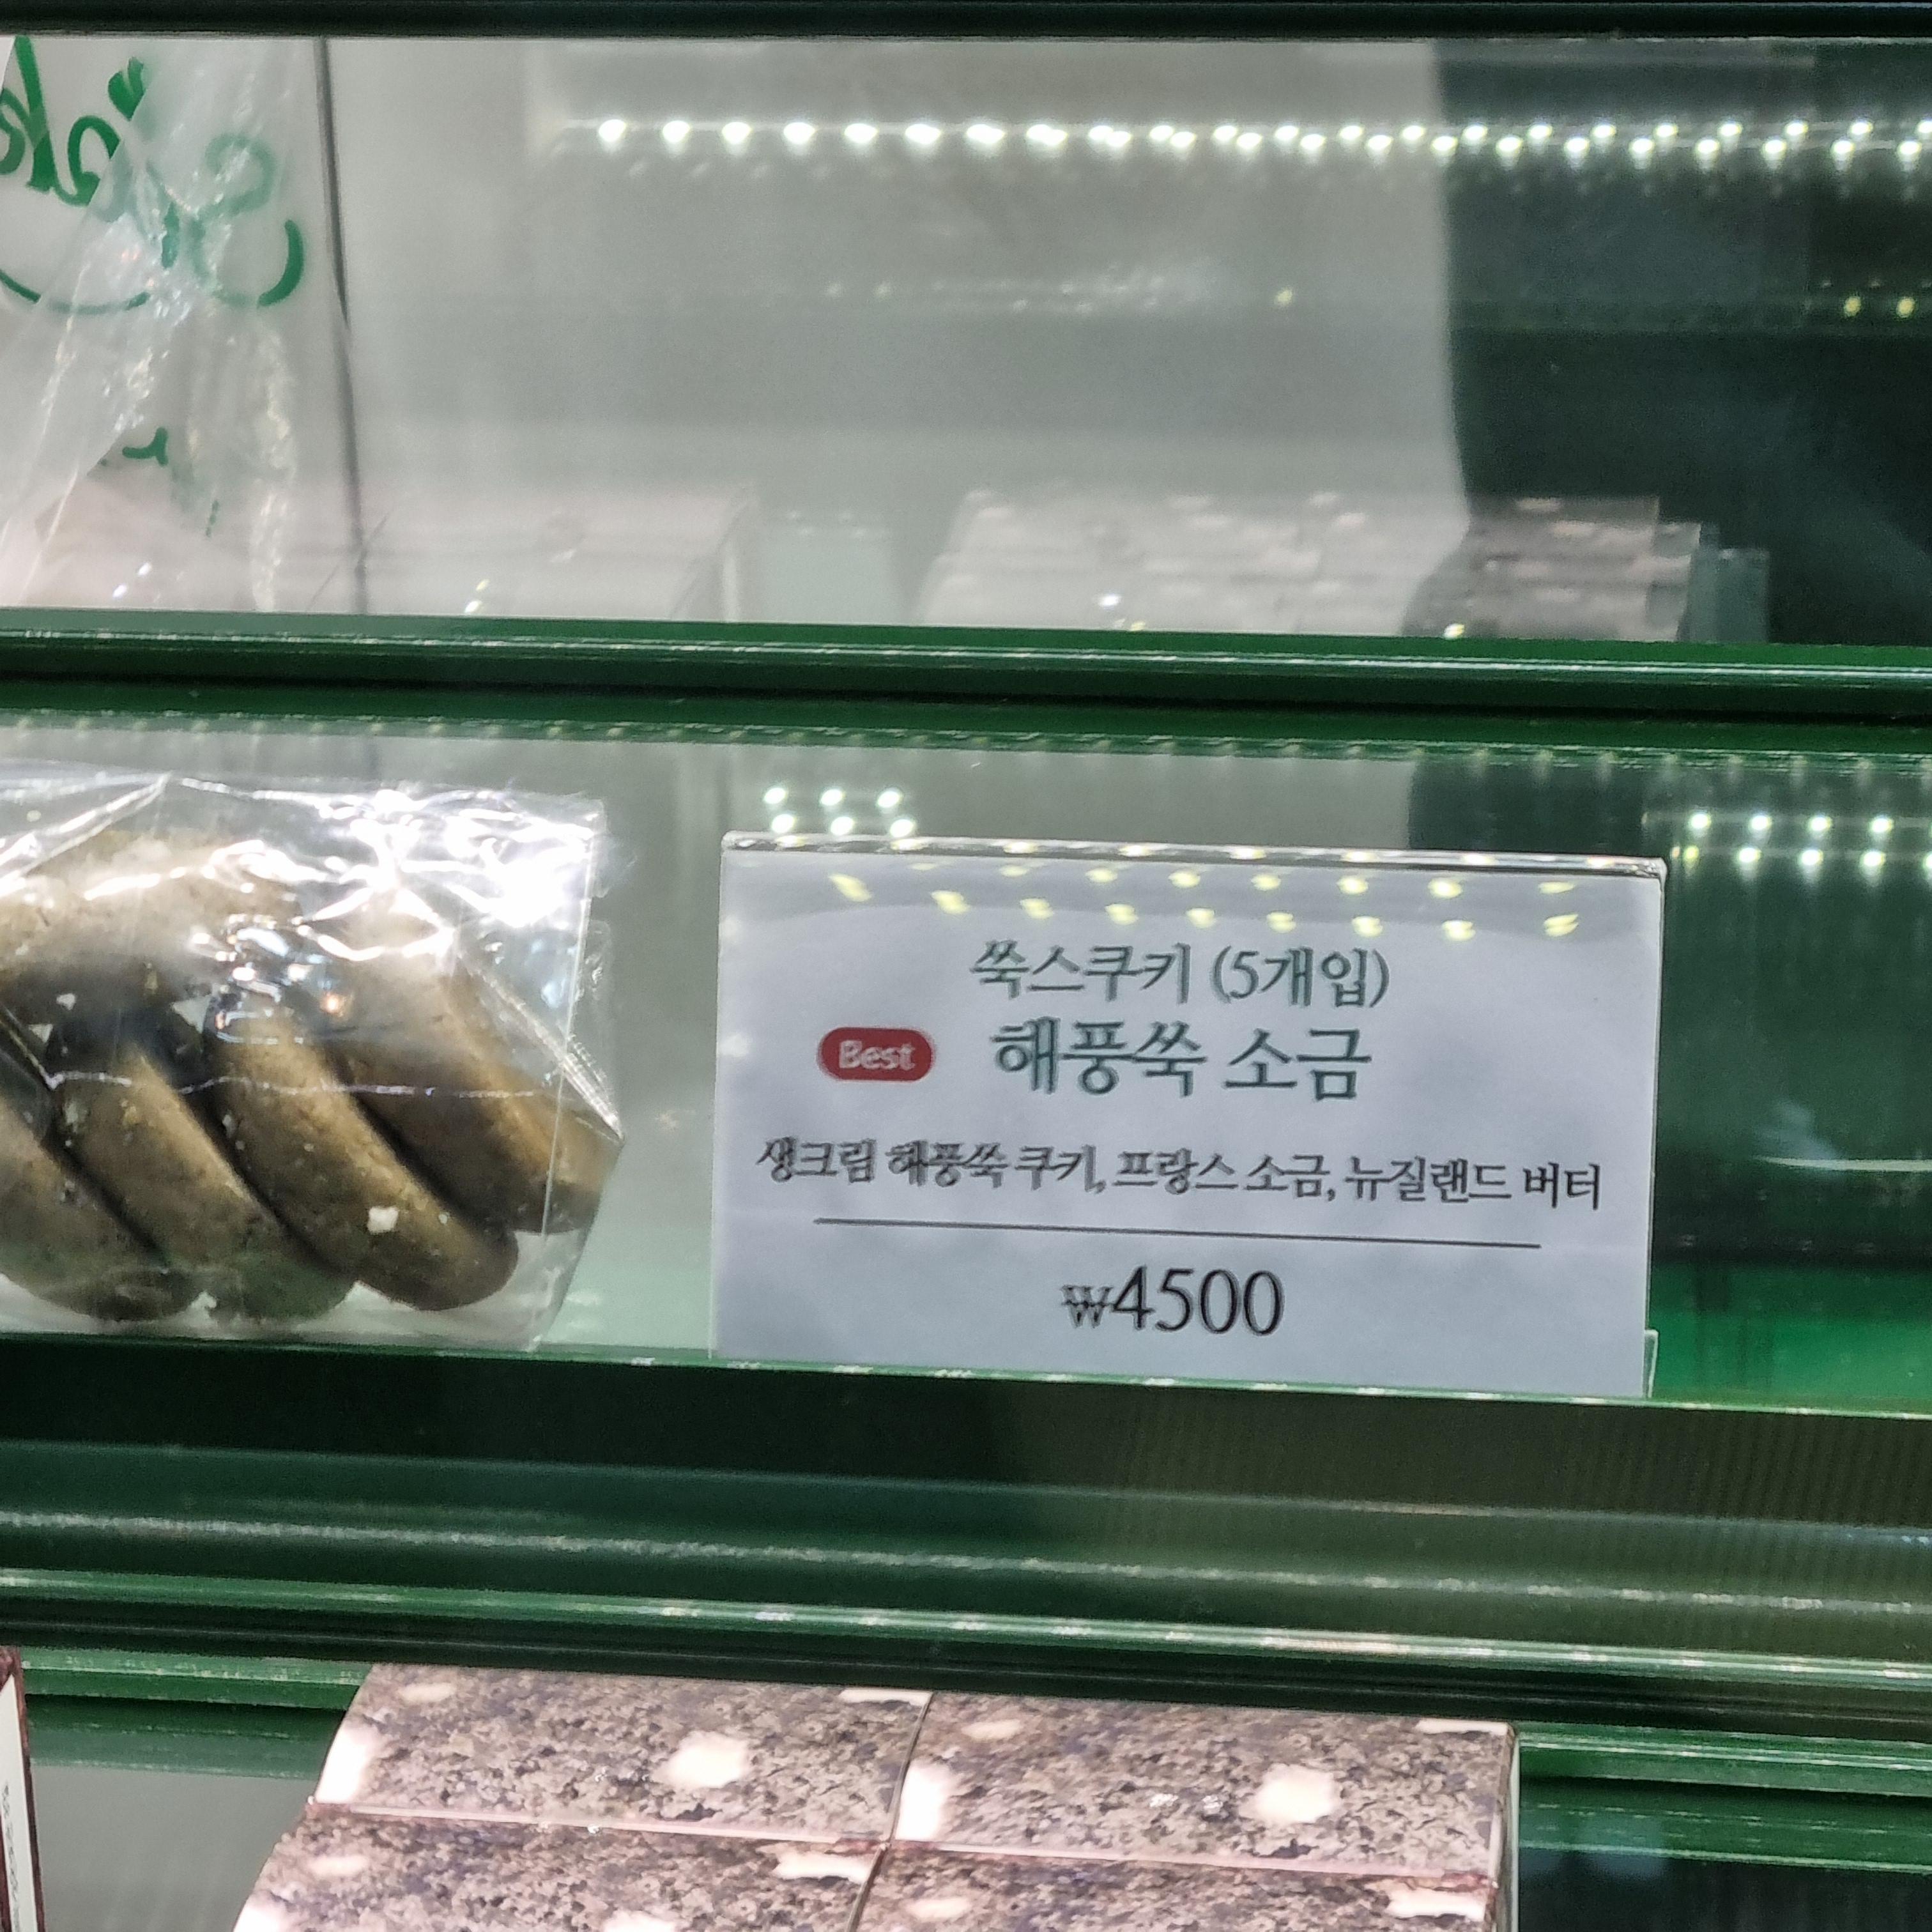 쑥스쿠키 (5개입)
Best 해풍쑥 소금
생크림 해풍쑥 쿠키, 프랑스 소금, 뉴질랜드 버터
₩4500